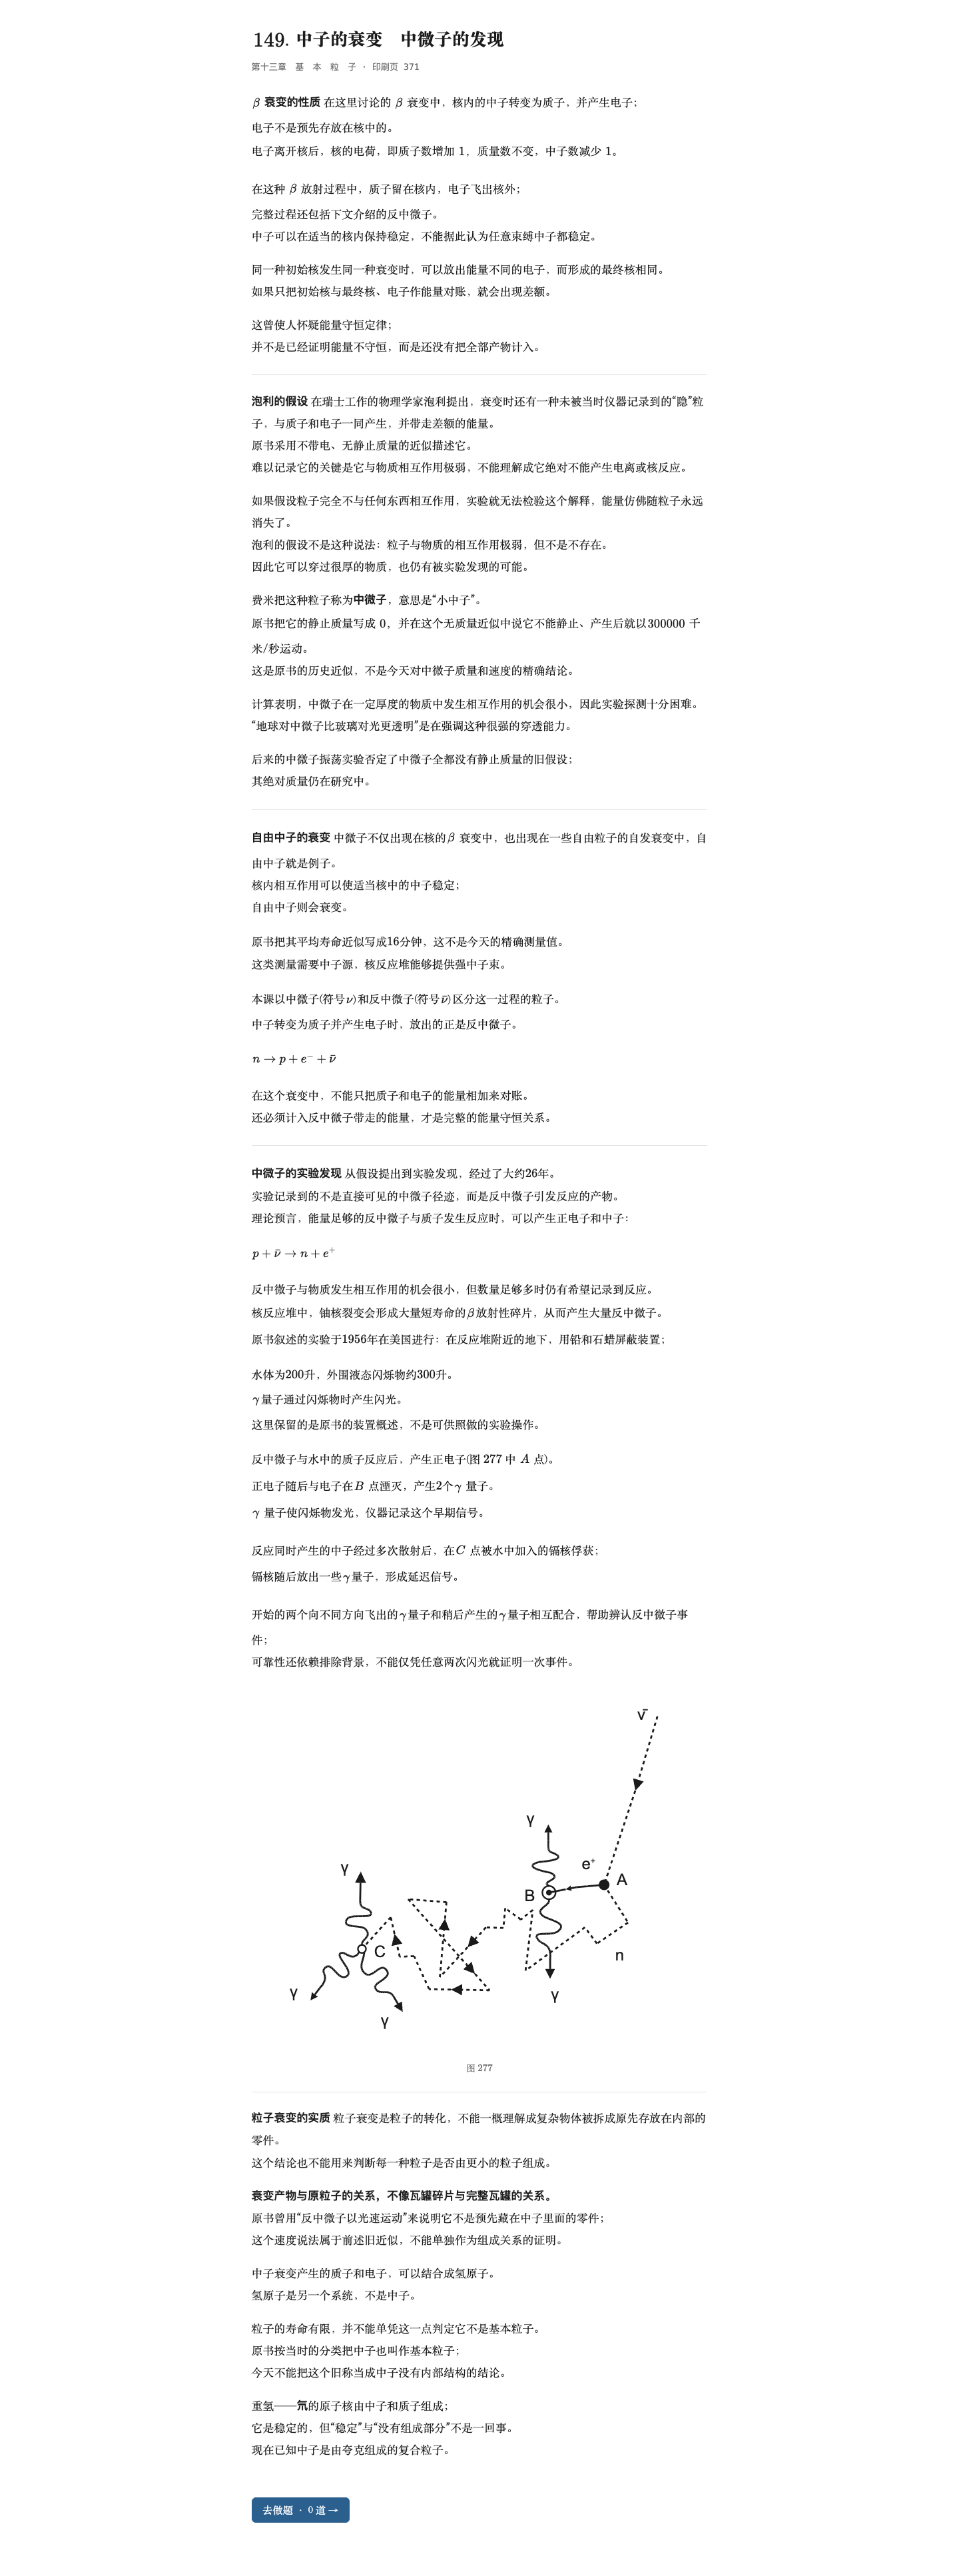 149. 中子的衰变　中微子的发现
第十三章　基　本　粒　子 · 印刷页 371
β 衰变的性质 在这里讨论的 β 衰变中，核内的中子转变为质子，并产生电子；
电子不是预先存放在核中的。
电子离开核后，核的电荷，即质子数增加 1，质量数不变，中子数减少 1。
在这种 β 放射过程中，质子留在核内，电子飞出核外；
完整过程还包括下文介绍的反中微子。
中子可以在适当的核内保持稳定，不能据此认为任意束缚中子都稳定。
同一种初始核发生同一种衰变时，可以放出能量不同的电子，而形成的最终核相同。
如果只把初始核与最终核、电子作能量对账，就会出现差额。
这曾使人怀疑能量守恒定律；
并不是已经证明能量不守恒，而是还没有把全部产物计入。
泡利的假设 在瑞士工作的物理学家泡利提出，衰变时还有一种未被当时仪器记录到的“隐”粒
子，与质子和电子一同产生，并带走差额的能量。
原书采用不带电、无静止质量的近似描述它。
难以记录它的关键是它与物质相互作用极弱，不能理解成它绝对不能产生电离或核反应。
如果假设粒子完全不与任何东西相互作用，实验就无法检验这个解释，能量仿佛随粒子永远
消失了。
泡利的假设不是这种说法：粒子与物质的相互作用极弱，但不是不存在。
因此它可以穿过很厚的物质，也仍有被实验发现的可能。
费米把这种粒子称为中微子，意思是“小中子”。
原书把它的静止质量写成 0，并在这个无质量近似中说它不能静止、产生后就以300000 千
米/秒运动。
这是原书的历史近似，不是今天对中微子质量和速度的精确结论。
计算表明，中微子在一定厚度的物质中发生相互作用的机会很小，因此实验探测十分困难。
“地球对中微子比玻璃对光更透明”是在强调这种很强的穿透能力。
后来的中微子振荡实验否定了中微子全都没有静止质量的旧假设；
其绝对质量仍在研究中。
自由中子的衰变 中微子不仅出现在核的β 衰变中，也出现在一些自由粒子的自发衰变中，自
由中子就是例子。
核内相互作用可以使适当核中的中子稳定；
自由中子则会衰变。
原书把其平均寿命近似写成16分钟，这不是今天的精确测量值。
这类测量需要中子源，核反应堆能够提供强中子束。
本课以中微子(符号ν)和反中微子(符号ν̄)区分这一过程的粒子。
中子转变为质子并产生电子时，放出的正是反中微子。
n → p + e⁻ + ν̄
在这个衰变中，不能只把质子和电子的能量相加来对账。
还必须计入反中微子带走的能量，才是完整的能量守恒关系。
中微子的实验发现 从假设提出到实验发现，经过了大约26年。
实验记录到的不是直接可见的中微子径迹，而是反中微子引发反应的产物。
理论预言，能量足够的反中微子与质子发生反应时，可以产生正电子和中子：
p + ν̄ → n + e⁺
反中微子与物质发生相互作用的机会很小，但数量足够多时仍有希望记录到反应。
核反应堆中，铀核裂变会形成大量短寿命的β放射性碎片，从而产生大量反中微子。
原书叙述的实验于1956年在美国进行：在反应堆附近的地下，用铅和石蜡屏蔽装置；
水体为200升，外围液态闪烁物约300升。
γ量子通过闪烁物时产生闪光。
这里保留的是原书的装置概述，不是可供照做的实验操作。
反中微子与水中的质子反应后，产生正电子(图 277 中 A 点)。
正电子随后与电子在B 点湮灭，产生2个γ 量子。
γ 量子使闪烁物发光，仪器记录这个早期信号。
反应同时产生的中子经过多次散射后，在C 点被水中加入的镉核俘获；
镉核随后放出一些γ量子，形成延迟信号。
开始的两个向不同方向飞出的γ量子和稍后产生的γ量子相互配合，帮助辨认反中微子事
件；
可靠性还依赖排除背景，不能仅凭任意两次闪光就证明一次事件。
ν̄
γ
e⁺
A
γ
B
C
n
γ
γ
γ
图 277
粒子衰变的实质 粒子衰变是粒子的转化，不能一概理解成复杂物体被拆成原先存放在内部的
零件。
这个结论也不能用来判断每一种粒子是否由更小的粒子组成。
衰变产物与原粒子的关系，不像瓦罐碎片与完整瓦罐的关系。
原书曾用“反中微子以光速运动”来说明它不是预先藏在中子里面的零件；
这个速度说法属于前述旧近似，不能单独作为组成关系的证明。
中子衰变产生的质子和电子，可以结合成氢原子。
氢原子是另一个系统，不是中子。
粒子的寿命有限，并不能单凭这一点判定它不是基本粒子。
原书按当时的分类把中子也叫作基本粒子；
今天不能把这个旧称当成中子没有内部结构的结论。
重氢——氘的原子核由中子和质子组成；
它是稳定的，但“稳定”与“没有组成部分”不是一回事。
现在已知中子是由夸克组成的复合粒子。
去做题 · 0 道 →